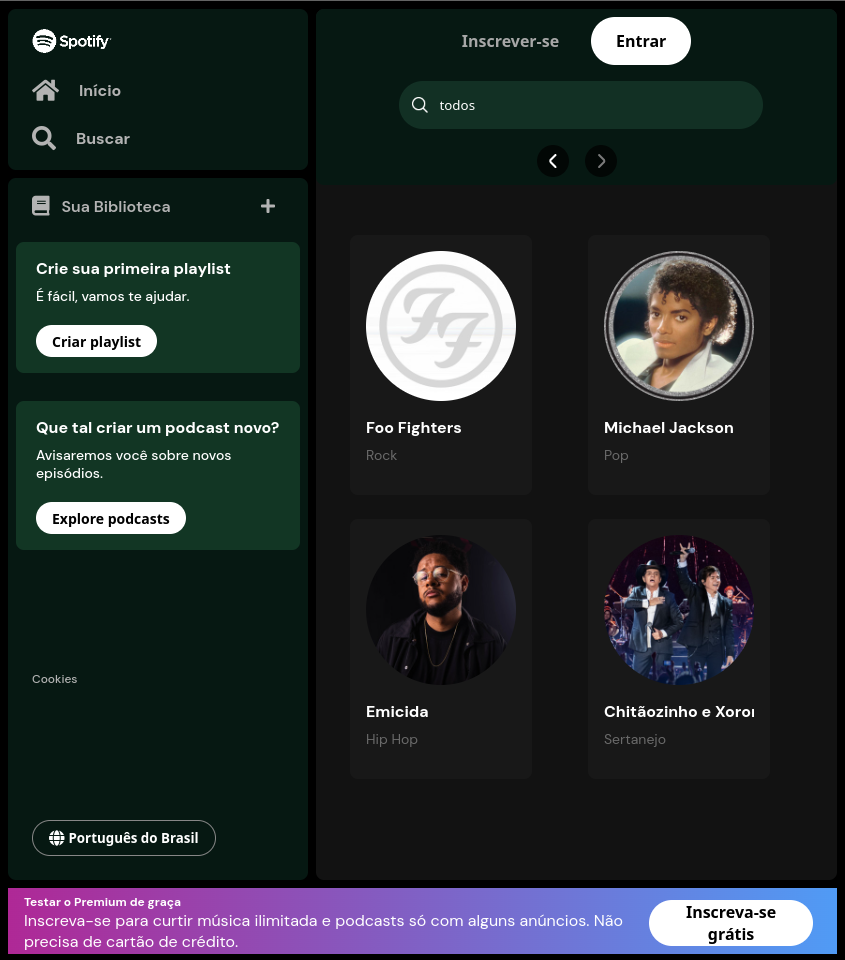 Spotify
Início
Buscar
Sua Biblioteca
Crie sua primeira playlist
É fácil, vamos te ajudar.
Criar playlist
Que tal criar um podcast novo?
Avisaremos você sobre novos
episódios.
Explore podcasts
Cookies
Português do Brasil
Inscrever-se
Entrar
todos
FF
Foo Fighters
Rock
Michael Jackson
Pop
Emicida
Hip Hop
Chitãozinho e Xoror
Sertanejo
Testar o Premium de graça
Inscreva-se para curtir música ilimitada e podcasts só com alguns anúncios. Não
precisa de cartão de crédito.
Inscreva-se
grátis